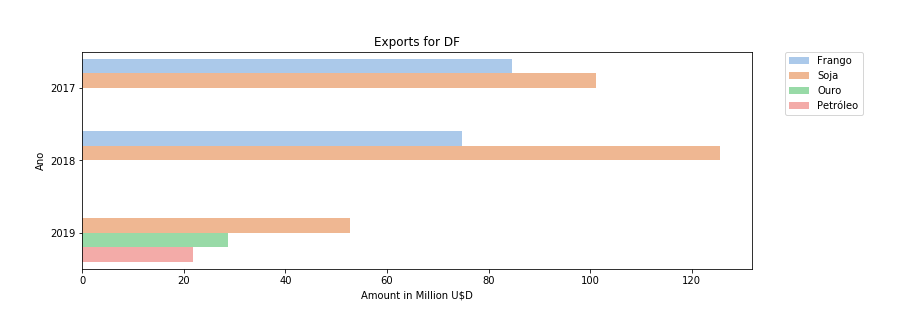 Exports for DF
Frango
Soja
Ouro
Petróleo
Ano
2017
2018
2019
0 20 40 60 80 100 120
Amount in Million U$D